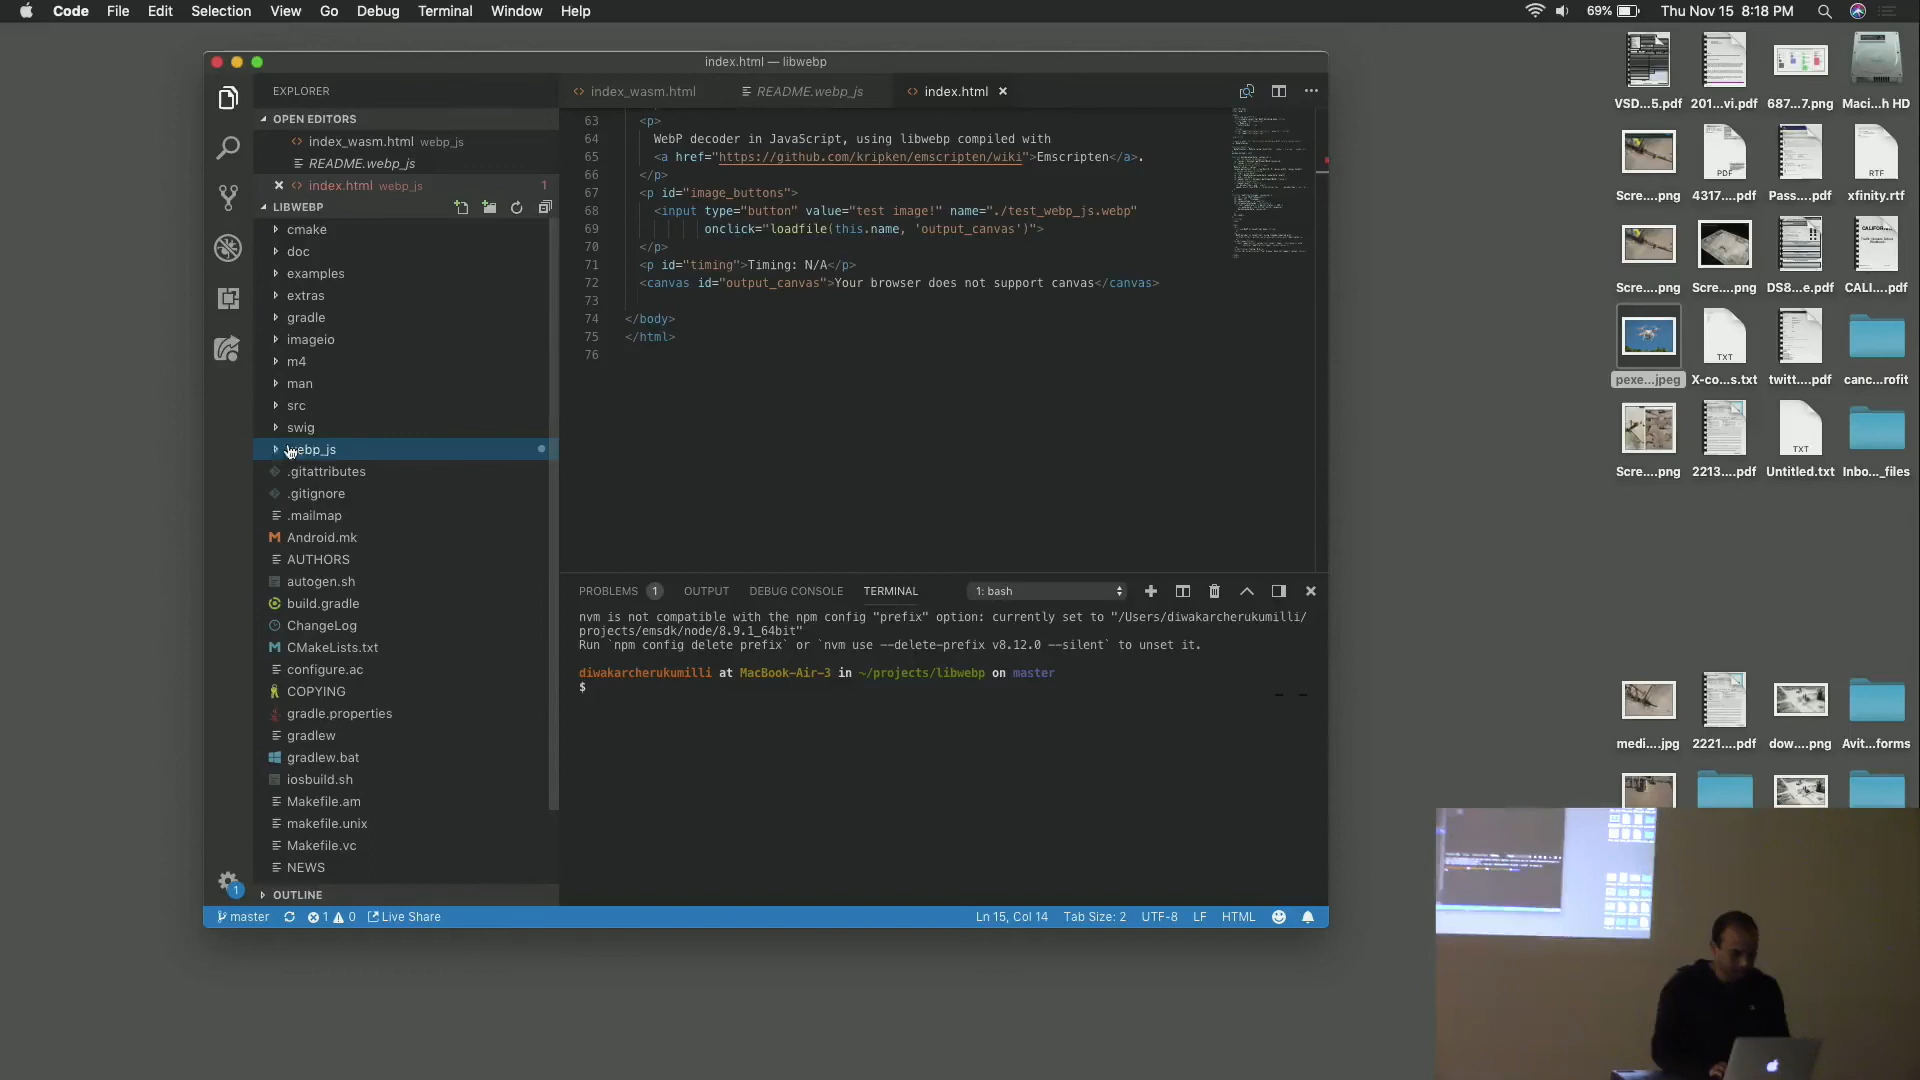 Code File Edit Selection View Go Debug Terminal Window Help
69% Thu Nov 15 8:18 PM
index.html — libwebp
EXPLORER
OPEN EDITORS
index_wasm.html webp_js
README.webp_js
index.html webp_js 1
LIBWEBP
cmake
doc
examples
extras
gradle
imageio
m4
man
src
swig
webp_js
.gitattributes
.gitignore
.mailmap
Android.mk
AUTHORS
autogen.sh
build.gradle
ChangeLog
CMakeLists.txt
configure.ac
COPYING
gradle.properties
gradlew
gradlew.bat
iosbuild.sh
Makefile.am
makefile.unix
Makefile.vc
NEWS
OUTLINE
1
index_wasm.html README.webp_js index.html
63 <p>
64 WebP decoder in JavaScript, using libwebp compiled with
65 <a href="https://github.com/kripken/emscripten/wiki">Emscripten</a>.
66 </p>
67 <p id="image_buttons">
68 <input type="button" value="test image!" name="./test_webp_js.webp"
69 onclick="loadfile(this.name, 'output_canvas')">
70 </p>
71 <p id="timing">Timing: N/A</p>
72 <canvas id="output_canvas">Your browser does not support canvas</canvas>
73
74 </body>
75 </html>
76
PROBLEMS 1 OUTPUT DEBUG CONSOLE TERMINAL 1: bash
nvm is not compatible with the npm config "prefix" option: currently set to "/Users/diwakarcherukumilli/
projects/emsdk/node/8.9.1_64bit"
Run `npm config delete prefix` or `nvm use --delete-prefix v8.12.0 --silent` to unset it.
diwakarcherukumilli at MacBook-Air-3 in ~/projects/libwebp on master
$
master 1 0 Live Share Ln 15, Col 14 Tab Size: 2 UTF-8 LF HTML
VSD...5.pdf 201...vi.pdf 687...7.png Maci...h HD
PDF RTF
Scre....png 4317....pdf Pass....pdf xfinity.rtf
CALIFOR
Scre....png Scre....png DS8...e.pdf CALI....pdf
TXT
pexe...jpeg X-co...s.txt twitt....pdf canc...rofit
TXT
Scre....png 2213....pdf Untitled.txt Inbo..._files
medi...jpg 2221....pdf dow....png Avit...forms